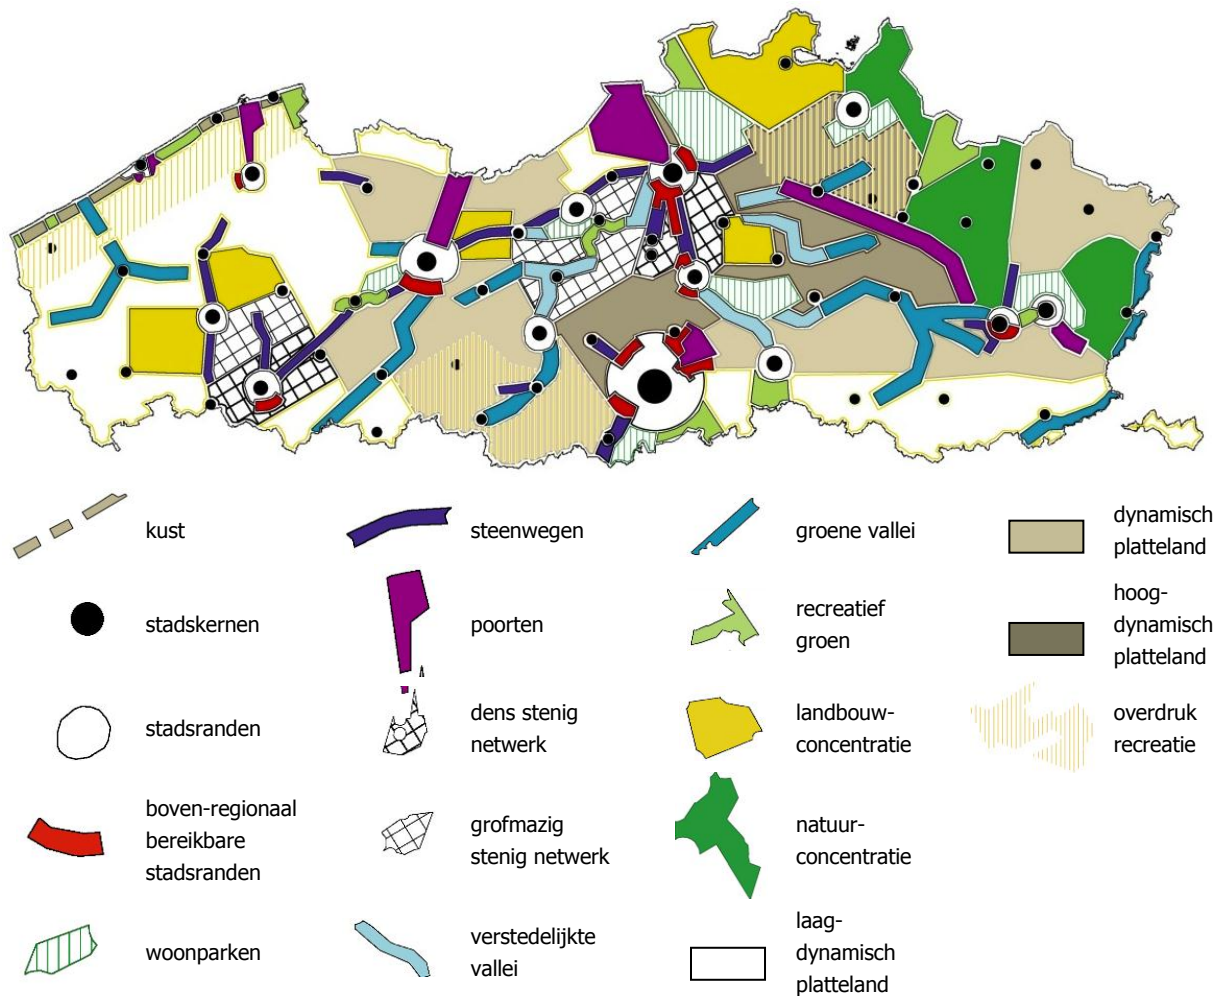 kust
stadskernen
stadsranden
boven-regionaal
bereikbare
stadsranden
woonparken
steenwegen
poorten
dens stenig
netwerk
grofmazig
stenig netwerk
verstedelijkte
vallei
groene vallei
recreatief
groen
landbouw-
concentratie
natuur-
concentratie
laag-
dynamisch
platteland
dynamisch
platteland
hoog-
dynamisch
platteland
overdruk
recreatie